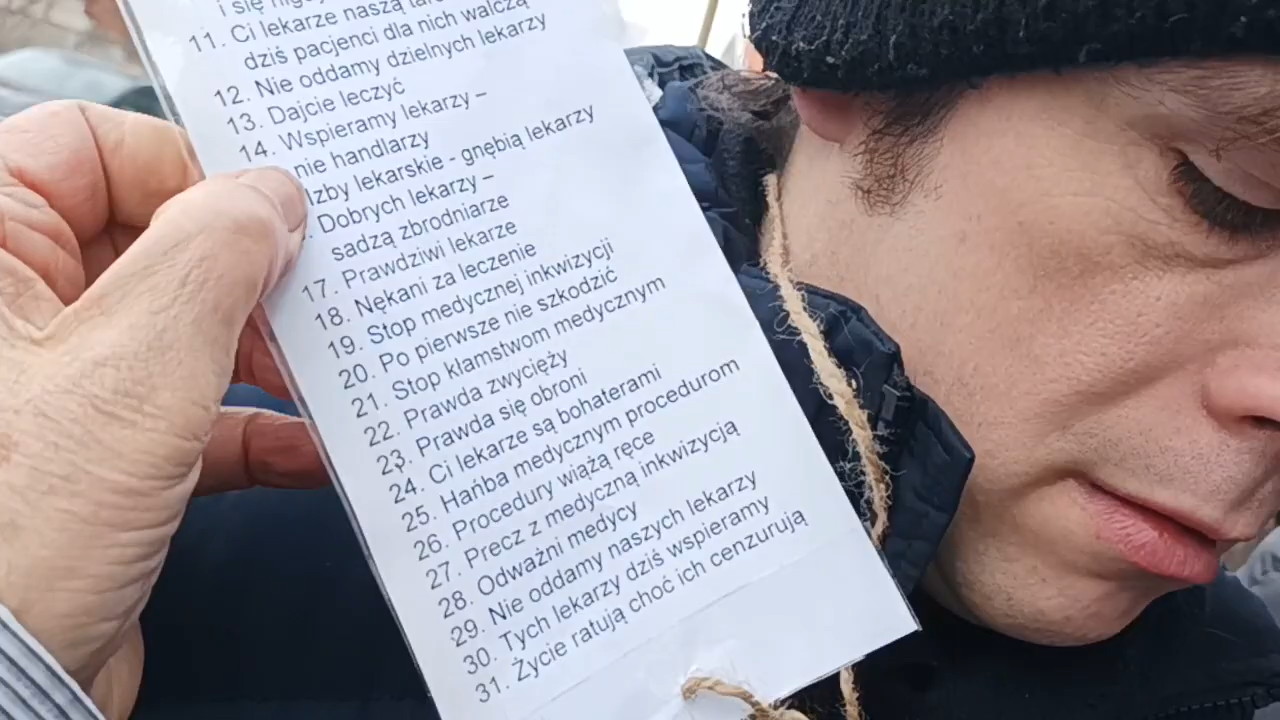 i się
11. Ci lekarze naszą
dziś pacjenci dla nich walczą
12. Nie oddamy dzielnych lekarzy
13. Dajcie leczyć
14. Wspieramy lekarzy –
nie handlarzy
Izby lekarskie - gnębią lekarzy
. Dobrych lekarzy –
sadzą zbrodniarze
17. Prawdziwi lekarze
18. Nękani za leczenie
19. Stop medycznej inkwizycji
20. Po pierwsze nie szkodzić
21. Stop kłamstwom medycznym
22. Prawda zwycięży
23. Prawda się obroni
24. Ci lekarze są bohaterami
25. Hańba medycznym procedurom
26. Procedury wiążą ręce
27. Precz z medyczną inkwizycją
28. Odważni medycy
29. Nie oddamy naszych lekarzy
30. Tych lekarzy dziś wspieramy
31. Życie ratują choć ich cenzurują